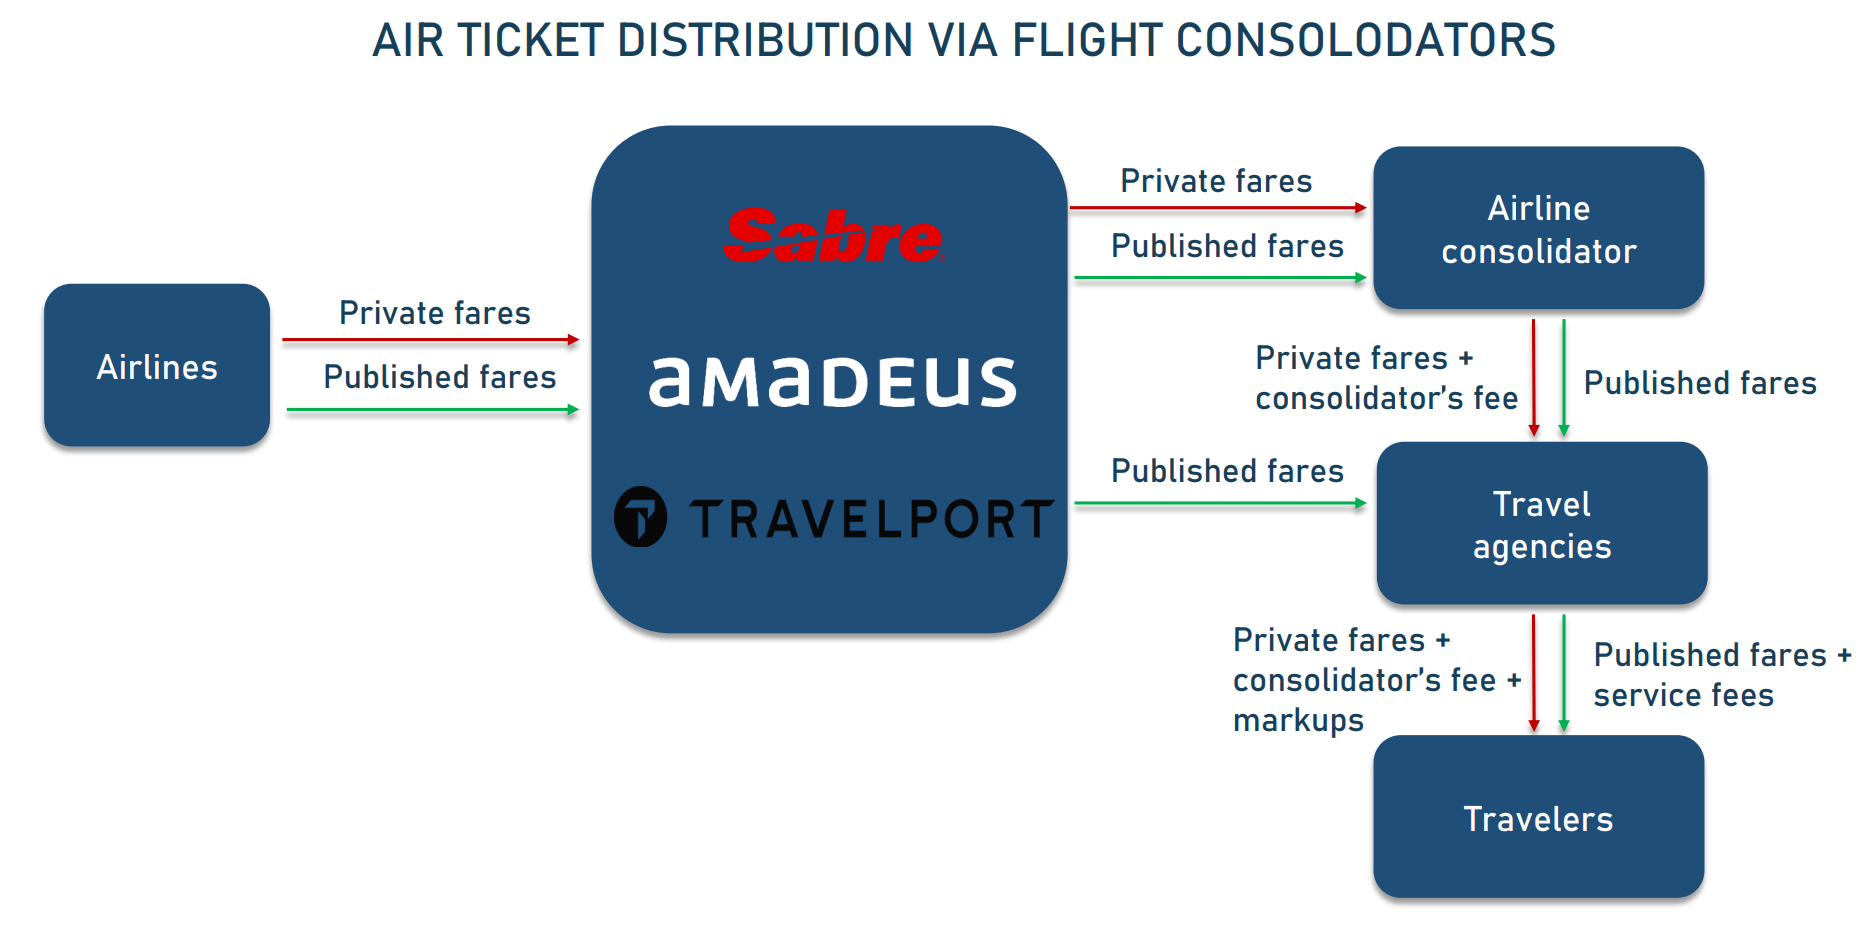 AIR TICKET DISTRIBUTION VIA FLIGHT CONSOLODATORS
Airlines
Private fares
Published fares
Sabre
amadeus
TRAVELPORT
Private fares
Published fares
Airline
consolidator
Private fares +
consolidator's fee
Published fares
Published fares
Travel
agencies
Private fares +
consolidator's fee +
markups
Published fares +
service fees
Travelers